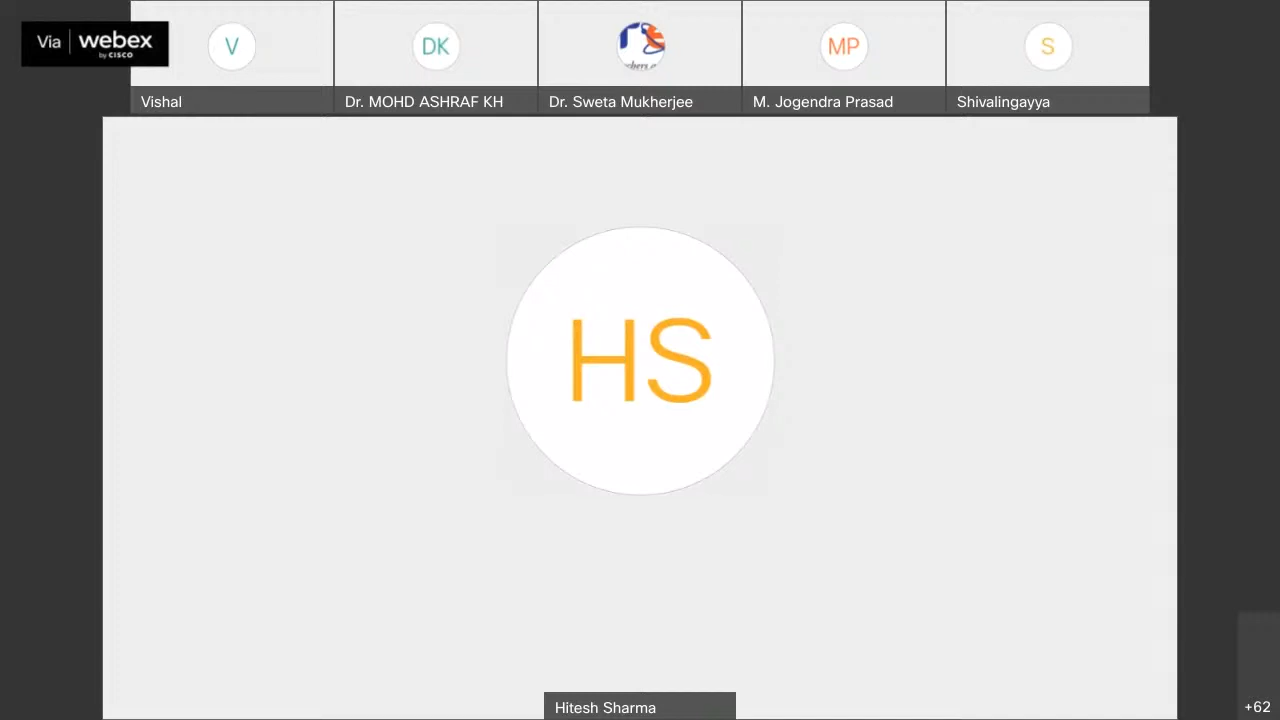 Via webex
by CISCO
V
DK
MP
S
Vishal
Dr. MOHD ASHRAF KH
Dr. Sweta Mukherjee
M. Jogendra Prasad
Shivalingayya
HS
Hitesh Sharma
+62